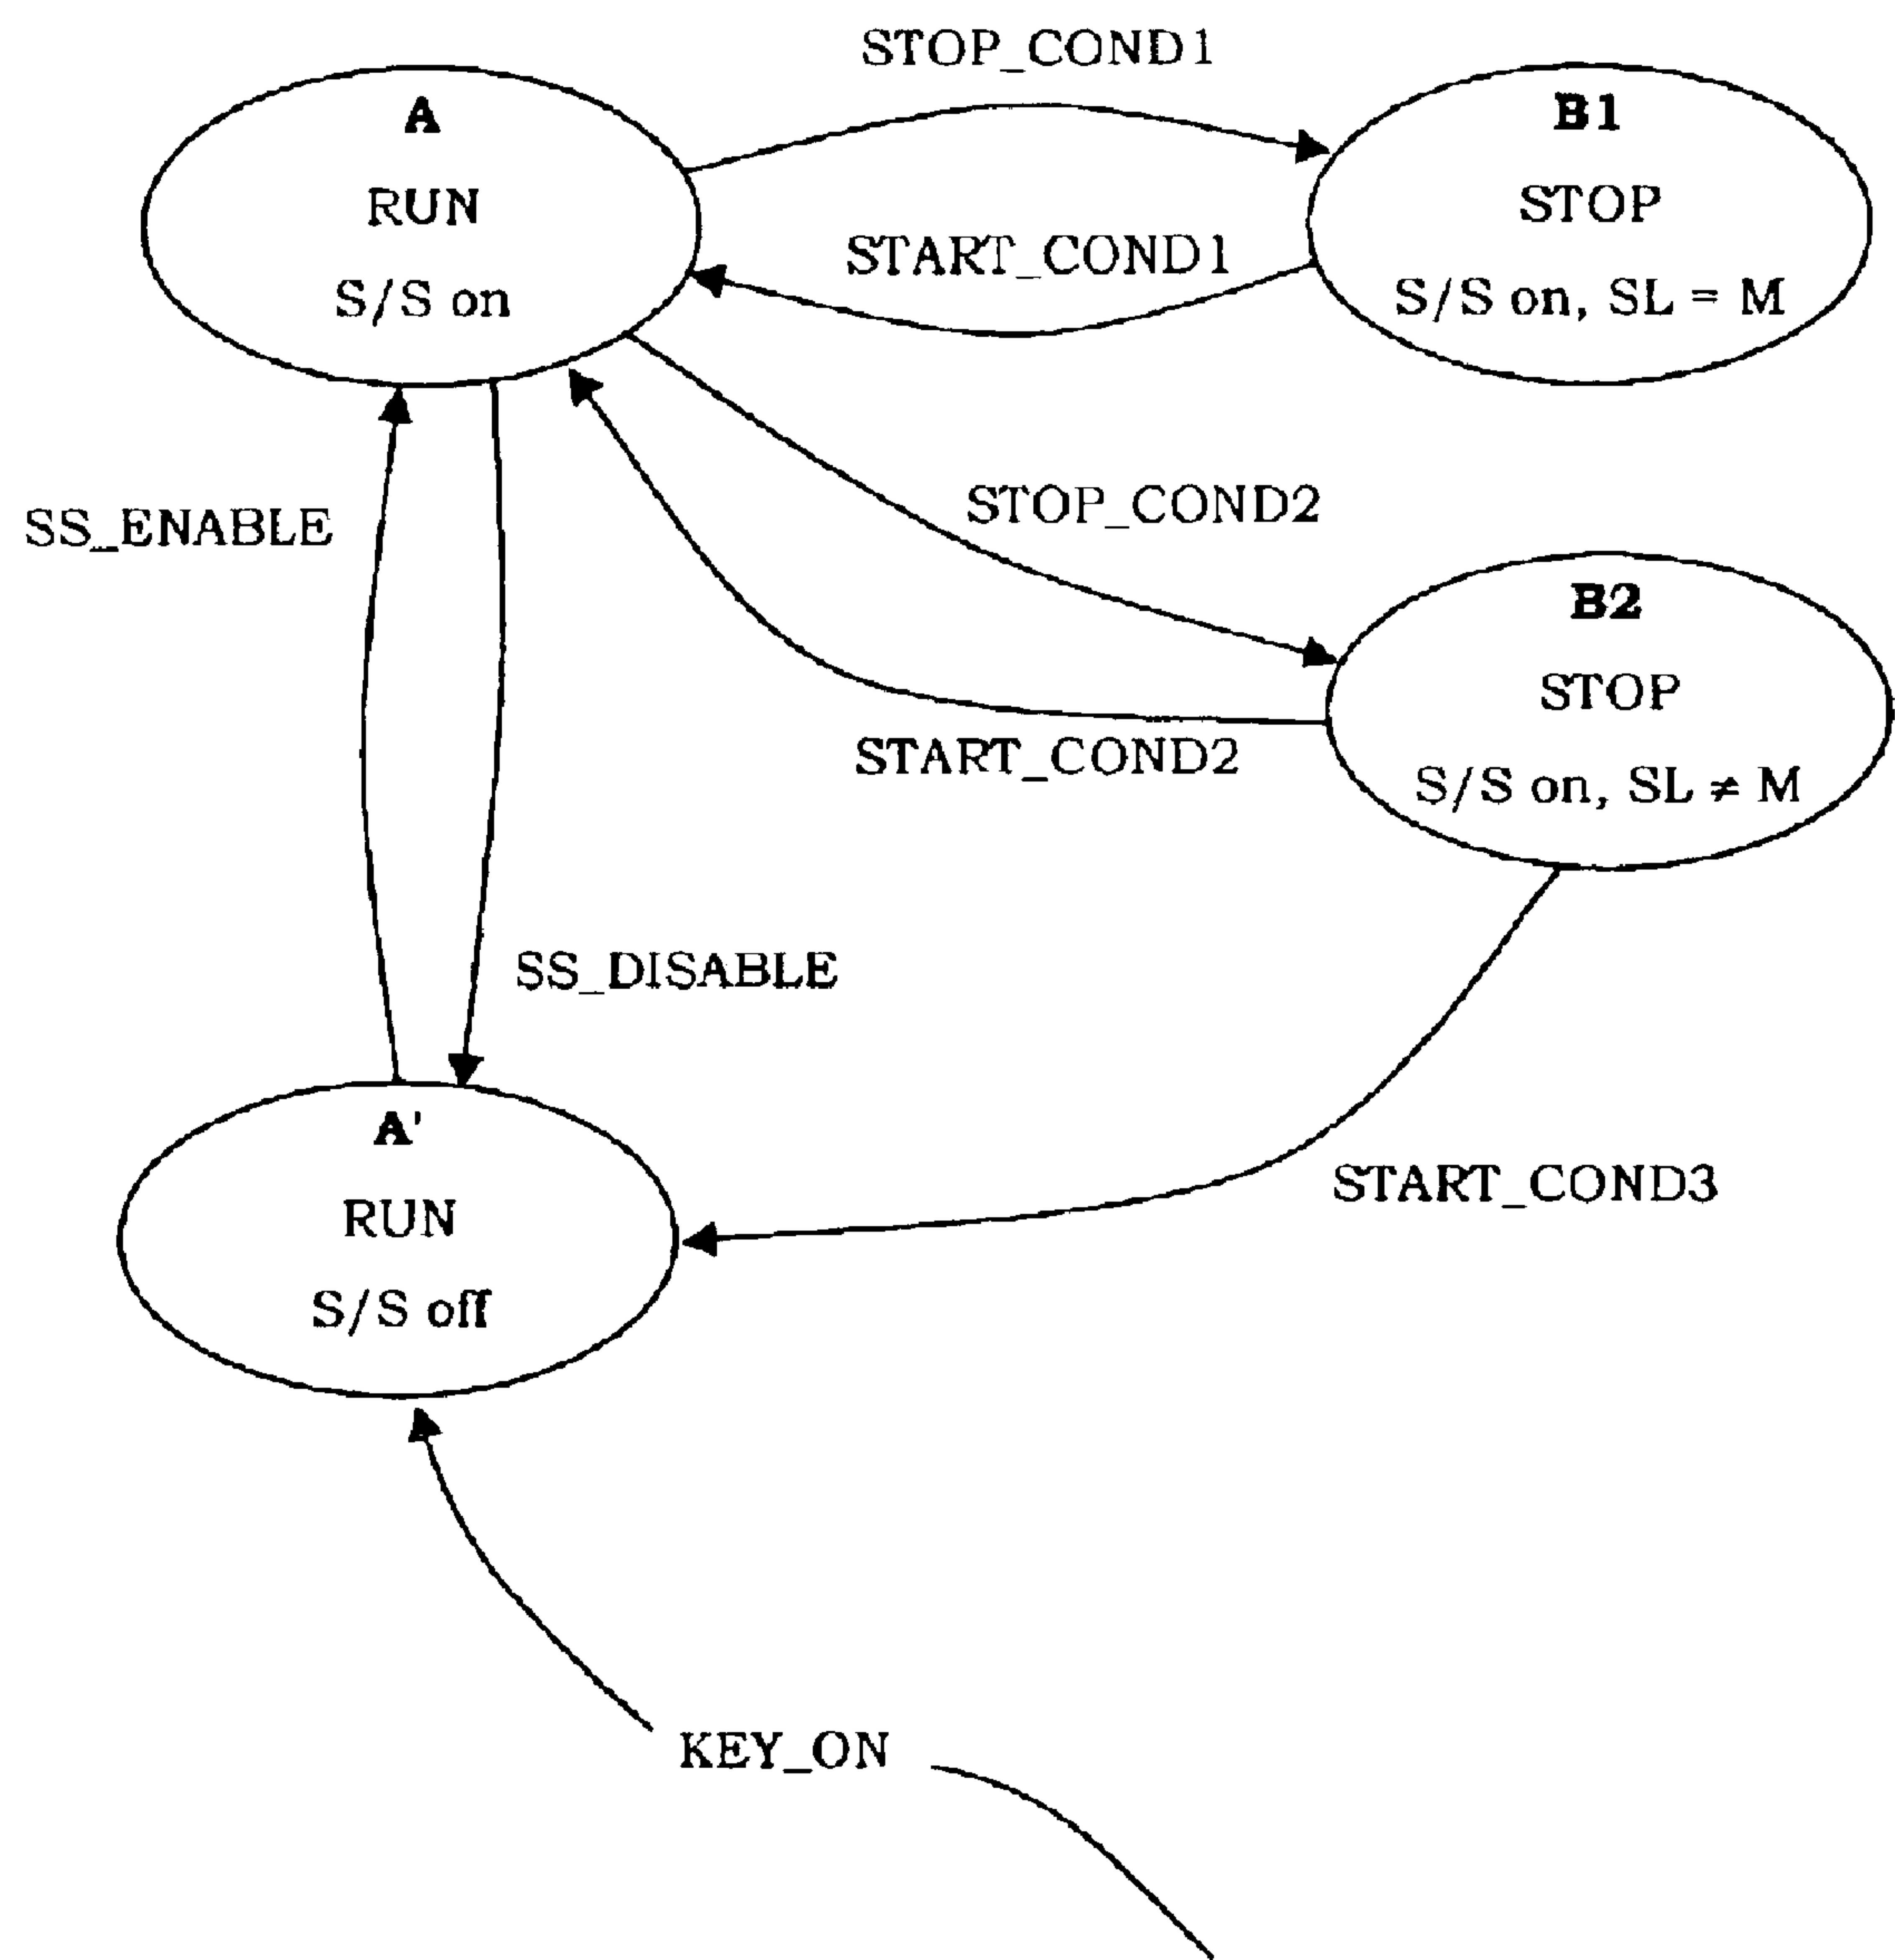 STOP_COND1
A
RUN
S/S on
B1
STOP
S/S on, SL = M
START_COND1
STOP_COND2
SS_ENABLE
B2
STOP
S/S on, SL ≠ M
START_COND2
SS_DISABLE
A'
RUN
S/S off
START_COND3
KEY_ON